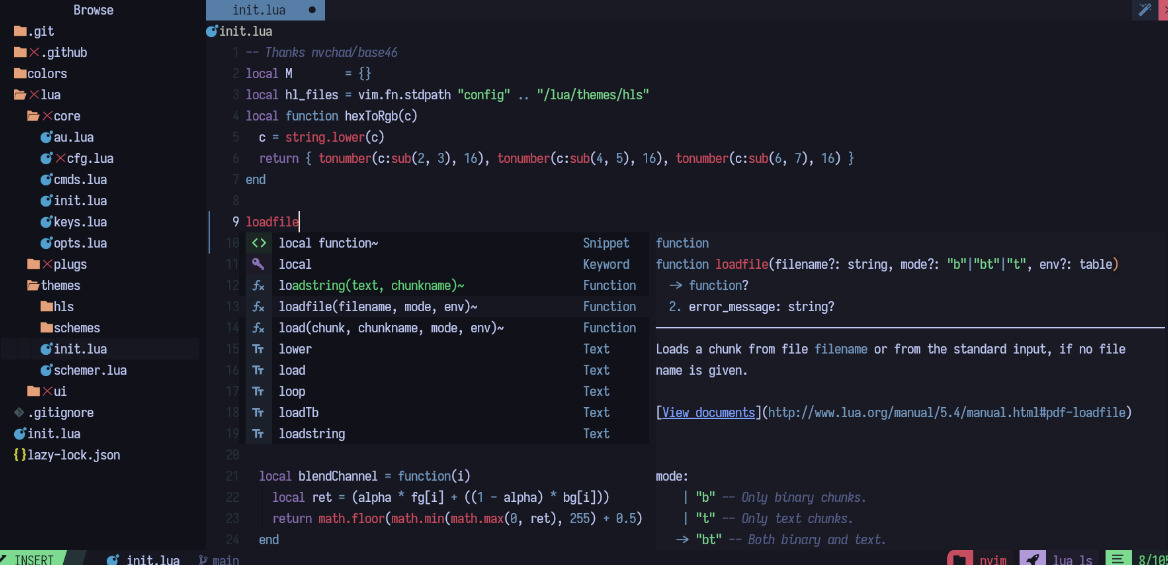 Browse
.git
.github
colors
lua
core
au.lua
cfg.lua
cmds.lua
init.lua
keys.lua
opts.lua
plugs
themes
hls
schemes
init.lua
schemer.lua
ui
.gitignore
init.lua
{}lazy-lock.json
init.lua ●
init.lua
1 -- Thanks nvchad/base46
2 local M = {}
3 local hl_files = vim.fn.stdpath "config" .. "/lua/themes/hls"
4 local function hexToRgb(c)
5 c = string.lower(c)
6 return { tonumber(c:sub(2, 3), 16), tonumber(c:sub(4, 5), 16), tonumber(c:sub(6, 7), 16) }
7 end
8
9 loadfile
10 <> local function~ Snippet
11 local Keyword
12 loadstring(text, chunkname)~ Function
13 loadfile(filename, mode, env)~ Function
14 load(chunk, chunkname, mode, env)~ Function
15 lower Text
16 load Text
17 loop Text
18 loadTb Text
19 loadstring Text
20
21 local blendChannel = function(i)
22 local ret = (alpha * fg[i] + ((1 - alpha) * bg[i]))
23 return math.floor(math.min(math.max(0, ret), 255) + 0.5)
24 end
function
function loadfile(filename?: string, mode?: "b"|"bt"|"t", env?: table)
-> function?
2. error_message: string?
Loads a chunk from file filename or from the standard input, if no file
name is given.
[View documents](http://www.lua.org/manual/5.4/manual.html#pdf-loadfile)
mode:
| "b" -- Only binary chunks.
| "t" -- Only text chunks.
-> "bt" -- Both binary and text.
INSERT init.lua main nvim lua_ls